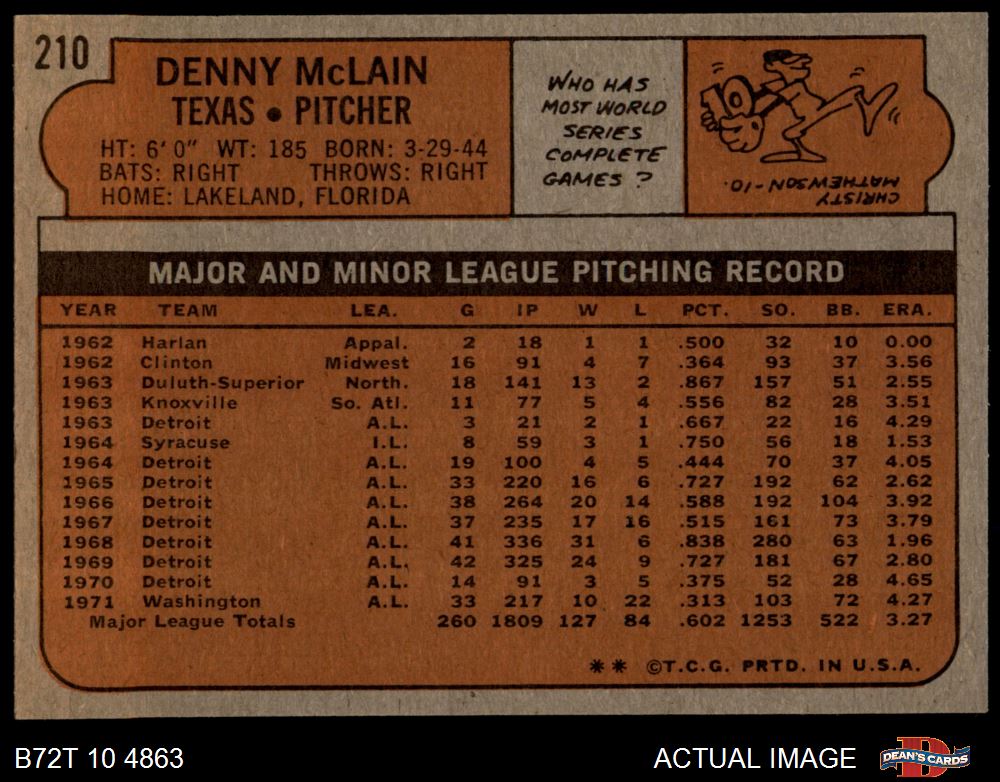 210
DENNY McLAIN
TEXAS • PITCHER
HT: 6'0" WT: 185 BORN: 3-29-44
BATS: RIGHT THROWS: RIGHT
HOME: LAKELAND, FLORIDA
WHO HAS
MOST WORLD
SERIES
COMPLETE
GAMES ?
10
CHRISTY
MATHEWSON-10.
MAJOR AND MINOR LEAGUE PITCHING RECORD
YEAR TEAM LEA. G IP W L PCT. SO. BB. ERA.
1962 Harlan Appal. 2 18 1 1 .500 32 10 0.00
1962 Clinton Midwest 16 91 4 7 .364 93 37 3.56
1963 Duluth-Superior North. 18 141 13 2 .867 157 51 2.55
1963 Knoxville So. Atl. 11 77 5 4 .556 82 28 3.51
1963 Detroit A.L. 3 21 2 1 .667 22 16 4.29
1964 Syracuse I.L. 8 59 3 1 .750 56 18 1.53
1964 Detroit A.L. 19 100 4 5 .444 70 37 4.05
1965 Detroit A.L. 33 220 16 6 .727 192 62 2.62
1966 Detroit A.L. 38 264 20 14 .588 192 104 3.92
1967 Detroit A.L. 37 235 17 16 .515 161 73 3.79
1968 Detroit A.L. 41 336 31 6 .838 280 63 1.96
1969 Detroit A.L. 42 325 24 9 .727 181 67 2.80
1970 Detroit A.L. 14 91 3 5 .375 52 28 4.65
1971 Washington A.L. 33 217 10 22 .313 103 72 4.27
Major League Totals 260 1809 127 84 .602 1253 522 3.27
** ©T.C.G. PRTD. IN U.S.A.
B72T 10 4863
ACTUAL IMAGE
DEAN'S CARDS